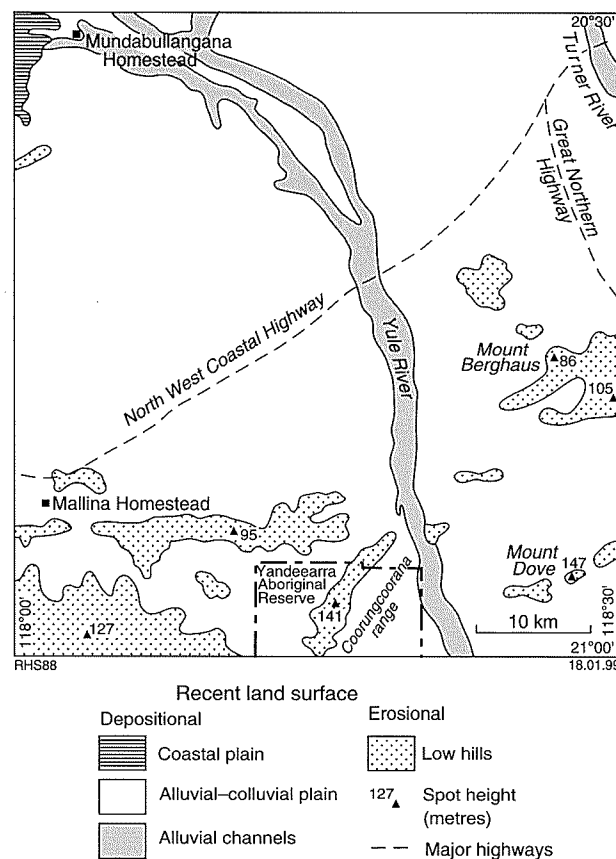 20°30'
Mundabullangana
Homestead
Turner River
Great Northern
Highway
North West Coastal Highway
Yule River
Mount
Berghaus
86
105
Mallina Homestead
95
Yandeearra
Aboriginal
Reserve
Mount
Dove
147
141
Coorungcoorana
range
127
118°00'
118°30'
10 km
21°00'
RHS88
18.01.99
Recent land surface
Depositional
Coastal plain
Alluvial–colluvial plain
Alluvial channels
Erosional
Low hills
127
Spot height
(metres)
Major highways